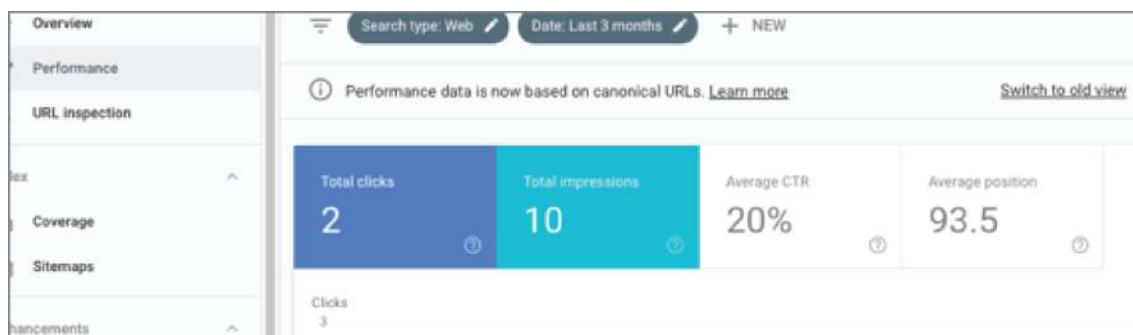 Overview
Performance
URL inspection
Coverage
Sitemaps
Search type: Web
Date: Last 3 months
+ NEW
Performance data is now based on canonical URLs. Learn more
Switch to old view
Total clicks
2
Total impressions
10
Average CTR
20%
Average position
93.5
Clicks
3